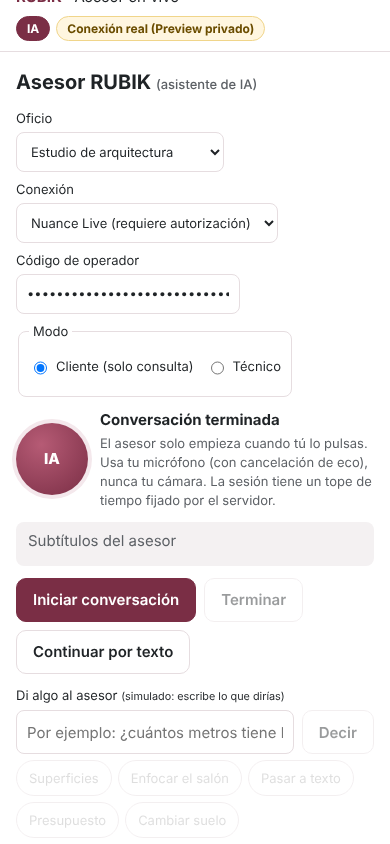 IA Conexión real (Preview privado)
Asesor RUBIK (asistente de IA)
Oficio
Estudio de arquitectura
Conexión
Nuance Live (requiere autorización)
Código de operador
Modo
Cliente (solo consulta) Técnico
IA
Conversación terminada
El asesor solo empieza cuando tú lo pulsas.
Usa tu micrófono (con cancelación de eco),
nunca tu cámara. La sesión tiene un tope de
tiempo fijado por el servidor.
Subtítulos del asesor
Iniciar conversación Terminar
Continuar por texto
Di algo al asesor (simulado: escribe lo que dirías)
Por ejemplo: ¿cuántos metros tiene l Decir
Superficies Enfocar el salón Pasar a texto
Presupuesto Cambiar suelo